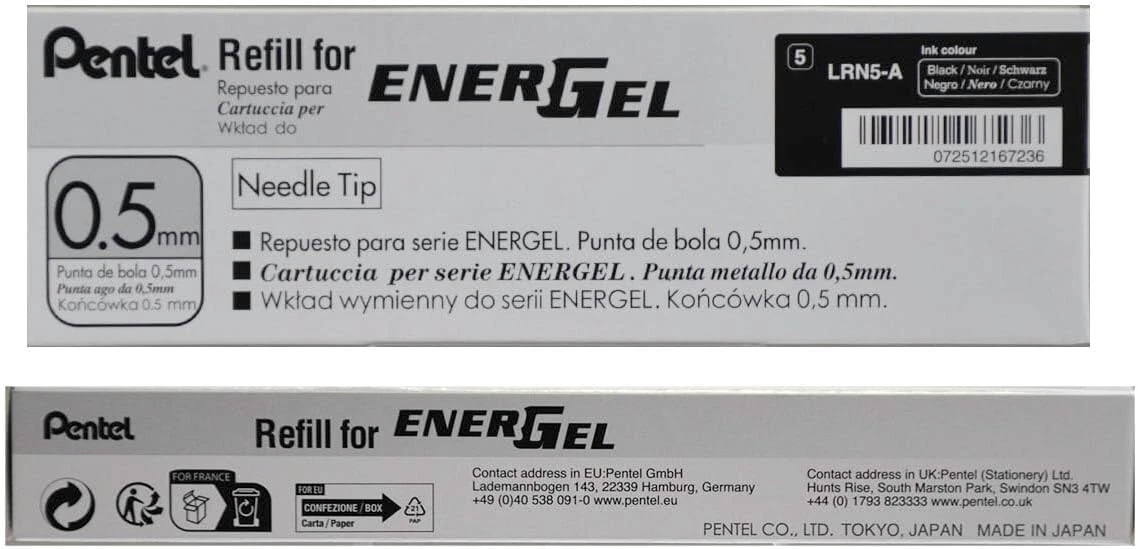 Pentel Refill for ENERGEL
Repuesto para
Cartuccia per
Wkład do
5
LRN5-A
Ink colour
Black / Noir / Schwarz
Negro / Nero / Czarny
072512167236
0.5mm
Punta de bola 0,5mm
Punta ago da 0,5mm
Końcówka 0.5 mm
Needle Tip
Repuesto para serie ENERGEL. Punta de bola 0,5mm.
Cartuccia per serie ENERGEL. Punta metallo da 0,5mm.
Wkład wymienny do serii ENERGEL. Końcówka 0,5 mm.
Pentel Refill for ENERGEL
FOR FRANCE
FOR EU
CONFEZIONE / BOX
Carta / Paper
21
PAP
Contact address in EU:Pentel GmbH
Lademannbogen 143, 22339 Hamburg, Germany
+49 (0)40 538 091-0 www.pentel.eu
Contact address in UK:Pentel (Stationery) Ltd.
Hunts Rise, South Marston Park, Swindon SN3 4TW
+44 (0) 1793 823333 www.pentel.co.uk
PENTEL CO., LTD. TOKYO, JAPAN MADE IN JAPAN